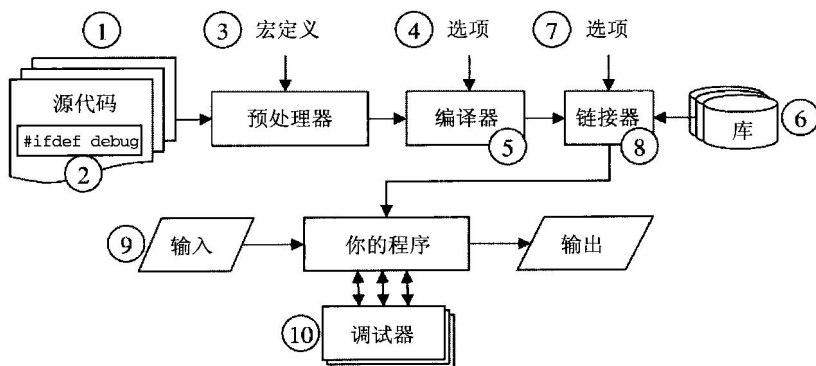 ① ③ 宏定义 ④ 选项 ⑦ 选项
源代码
#ifdef debug
②
预处理器
编译器
⑤
链接器
⑧
库
⑥
⑨ 输入
你的程序
输出
⑩ 调试器